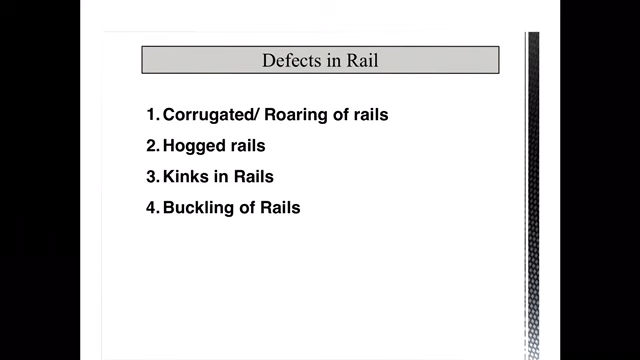 Defects in Rail
1. Corrugated/ Roaring of rails
2. Hogged rails
3. Kinks in Rails
4. Buckling of Rails